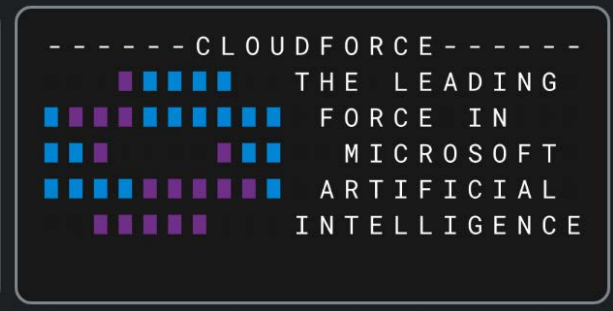 ------CLOUDFORCE------
THE LEADING
FORCE IN
MICROSOFT
ARTIFICIAL
INTELLIGENCE